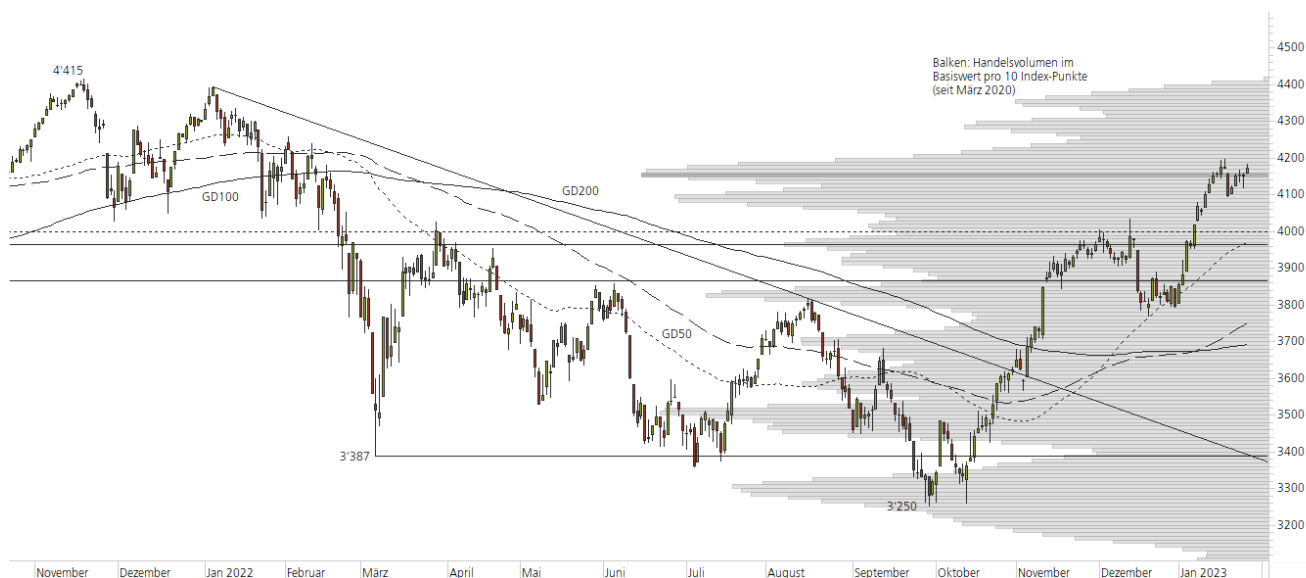 4'415
Balken: Handelsvolumen im
Basiswert pro 10 Index-Punkte
(seit März 2020)
GD100
GD200
GD50
3'387
3'250
4500
4400
4300
4200
4100
4000
3900
3800
3700
3600
3500
3400
3300
3200
November Dezember Jan 2022 Februar März April Mai Juni Juli August September Oktober November Dezember Jan 2023